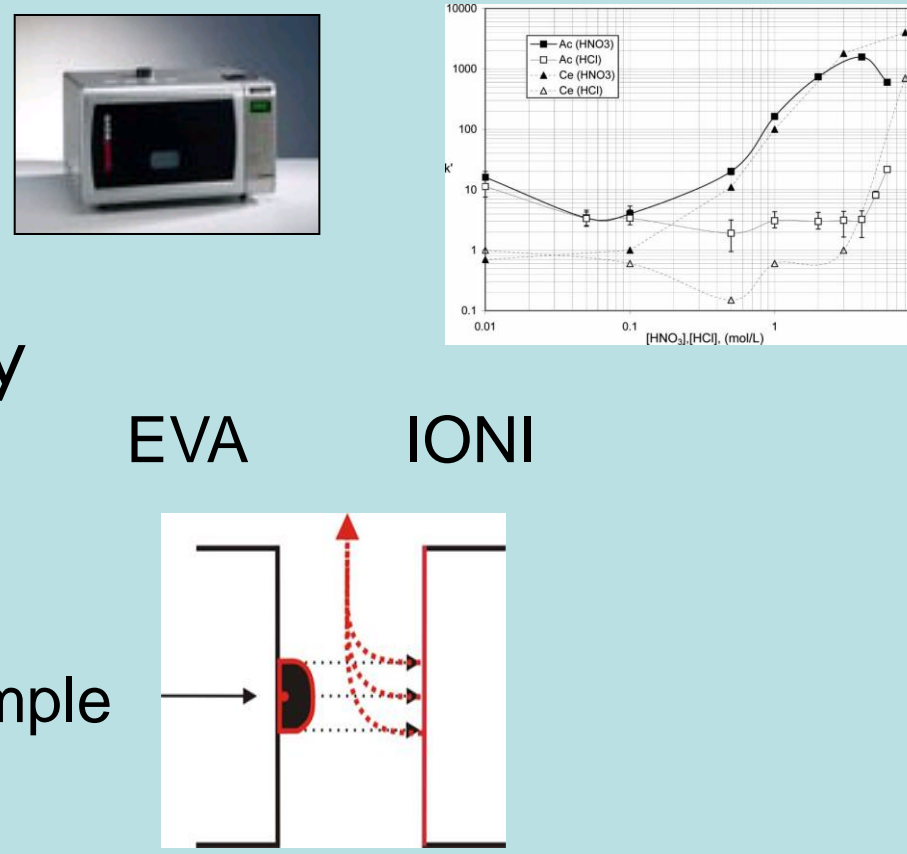 10000
Ac (HNO3)
Ac (HCl)
Ce (HNO3)
Ce (HCl)
1000
100
k'
10
1
0.1
0.01 0.1 1
[HNO₃],[HCl], (mol/L)
y
EVA IONI
mple